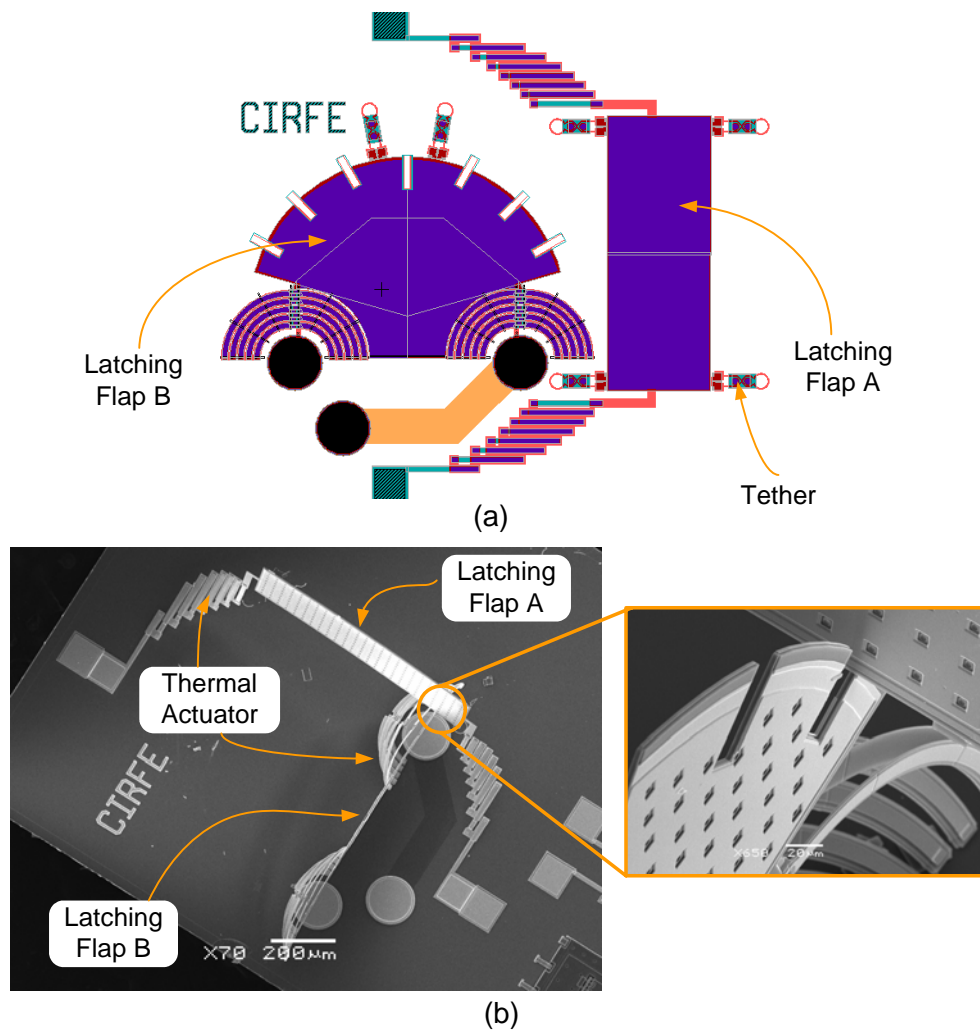 CIRFE
Latching
Flap B
Latching
Flap A
Tether
(a)
Latching
Flap A
Thermal
Actuator
CIRFE
Latching
Flap B
X70 200µm
X650 20µm
(b)